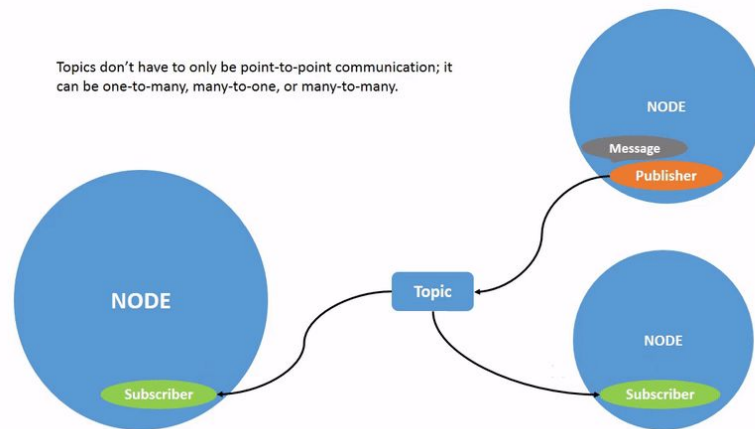 Topics don’t have to only be point-to-point communication; it
can be one-to-many, many-to-one, or many-to-many.
NODE
Message
Publisher
Topic
NODE
Subscriber
NODE
Subscriber